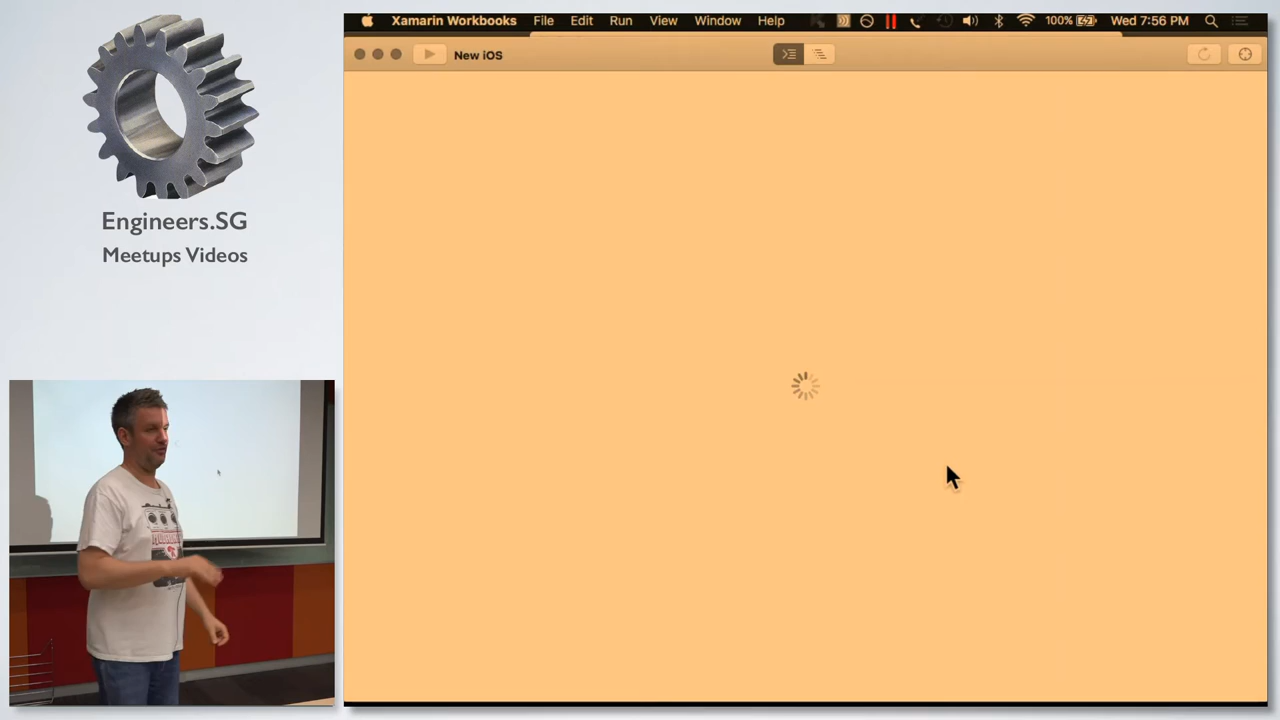 Engineers.SG
Meetups Videos
Xamarin Workbooks File Edit Run View Window Help 100% Wed 7:56 PM
New iOS